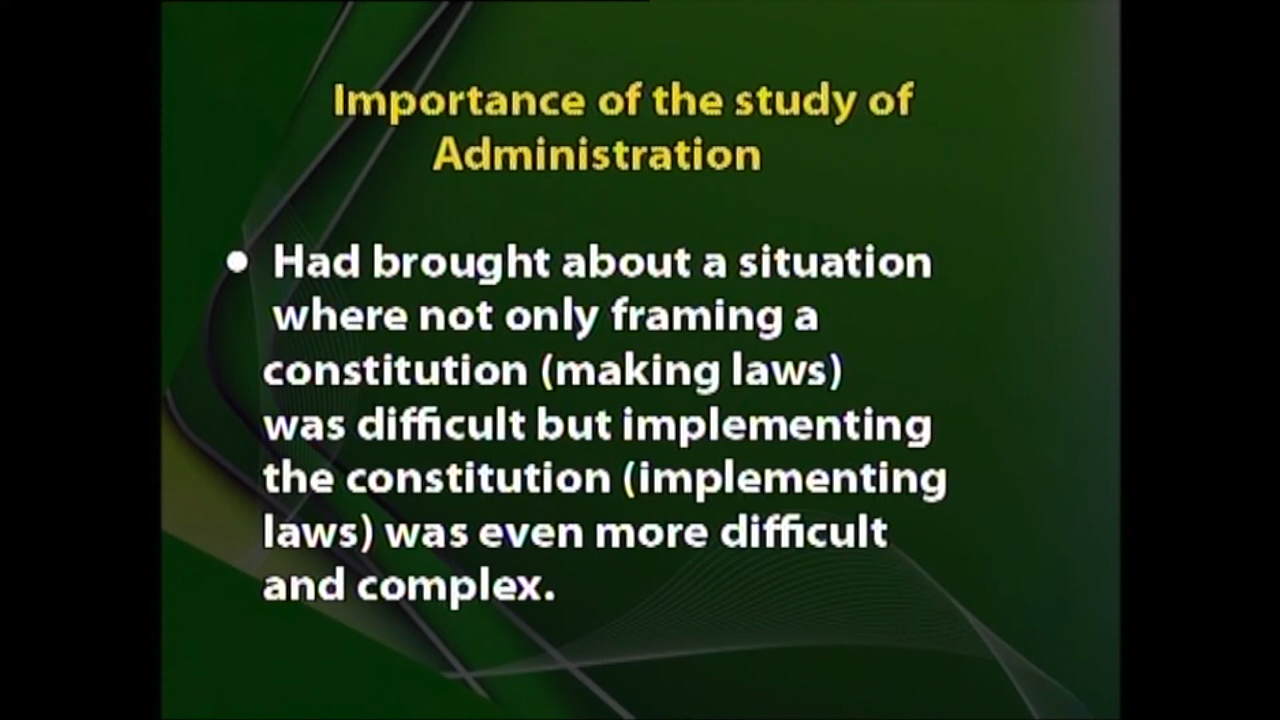 Importance of the study of
Administration
• Had brought about a situation
where not only framing a
constitution (making laws)
was difficult but implementing
the constitution (implementing
laws) was even more difficult
and complex.